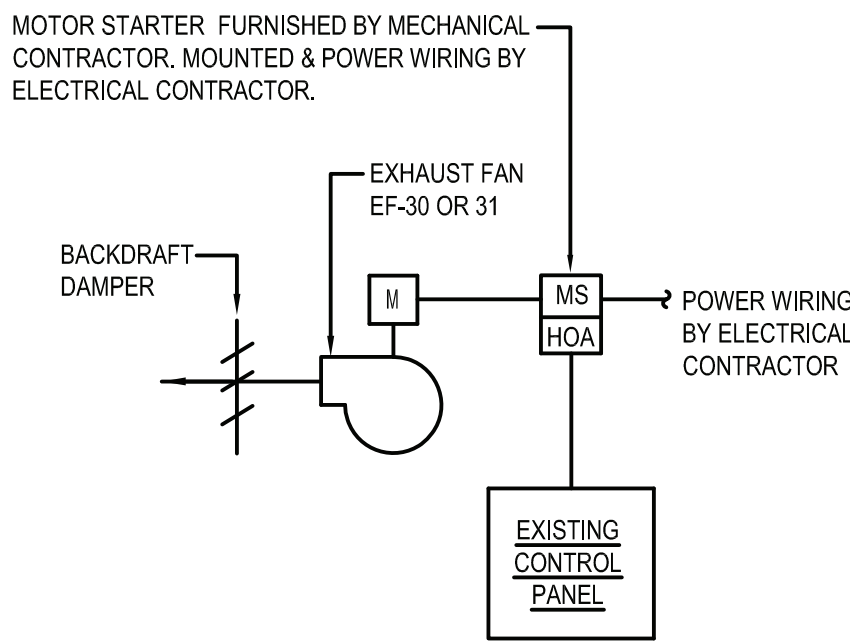 MOTOR STARTER FURNISHED BY MECHANICAL
CONTRACTOR. MOUNTED & POWER WIRING BY
ELECTRICAL CONTRACTOR.
EXHAUST FAN
EF-30 OR 31
BACKDRAFT
DAMPER
M
MS
HOA
POWER WIRING
BY ELECTRICAL
CONTRACTOR
EXISTING
CONTROL
PANEL